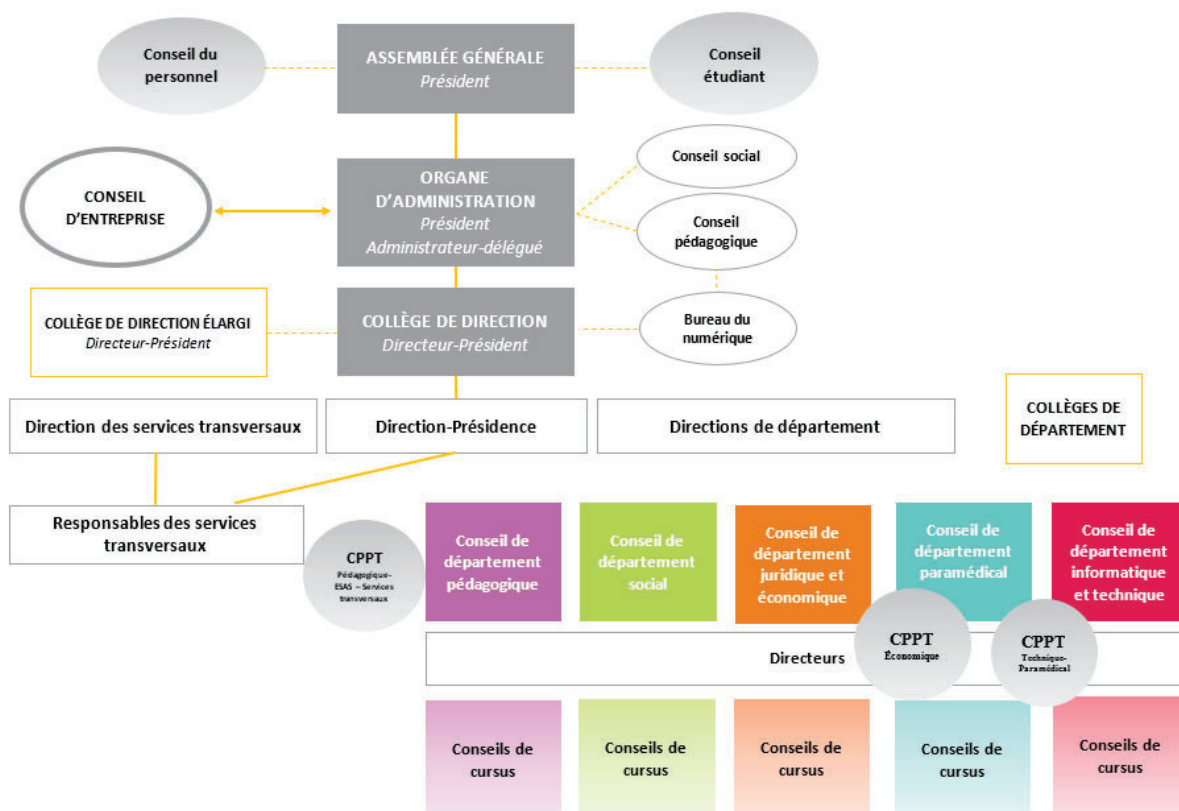 Conseil du
personnel
ASSEMBLÉE GÉNÉRALE
Président
Conseil
étudiant
Conseil social
CONSEIL
D'ENTREPRISE
ORGANE
D'ADMINISTRATION
Président
Administrateur-délégué
Conseil
pédagogique
COLLÈGE DE DIRECTION ÉLARGI
Directeur-Président
COLLÈGE DE DIRECTION
Directeur-Président
Bureau du
numérique
Direction des services transversaux
Direction-Présidence
Directions de département
COLLÈGES DE
DÉPARTEMENT
Responsables des services
transversaux
CPPT
Pédagogique-
ESAS – Services
transversaux
Conseil de
département
pédagogique
Conseil de
département
social
Conseil de
département
juridique et
économique
Conseil de
département
paramédical
Conseil de
département
informatique
et technique
Directeurs
CPPT
Économique
CPPT
Technique-
Paramédical
Conseils de
cursus
Conseils de
cursus
Conseils de
cursus
Conseils de
cursus
Conseils de
cursus